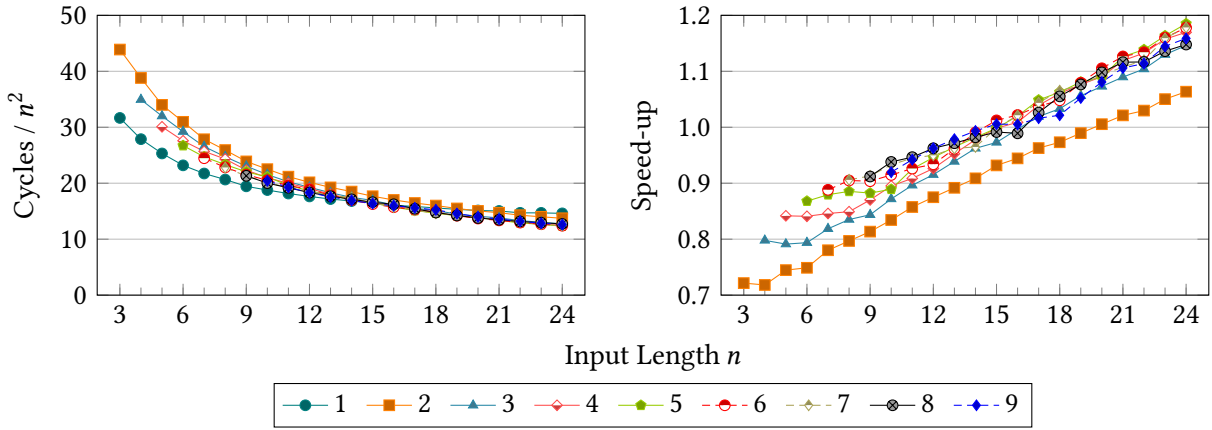 50
40
30
20
10
0
Cycles / n²
3 6 9 12 15 18 21 24
1.2
1.1
1.0
0.9
0.8
0.7
Speed-up
3 6 9 12 15 18 21 24
Input Length n
1 2 3 4 5 6 7 8 9